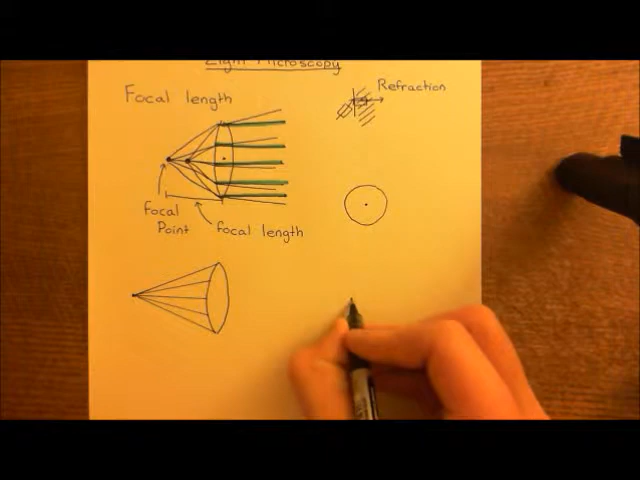 Light Microscopy
Focal length
Refraction
focal
Point
focal length